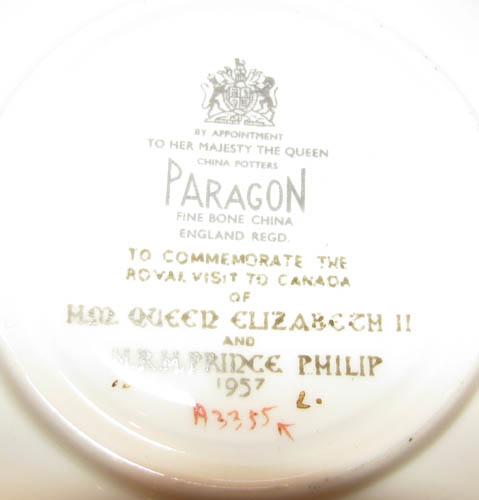 BY APPOINTMENT
TO HER MAJESTY THE QUEEN
CHINA POTTERS
PARAGON
FINE BONE CHINA
ENGLAND REGD.
TO COMMEMORATE THE
ROYAL VISIT TO CANADA
OF
H.M. QUEEN ELIZABETH II
AND
H.R.H. PRINCE PHILIP
1957
L.
A3355